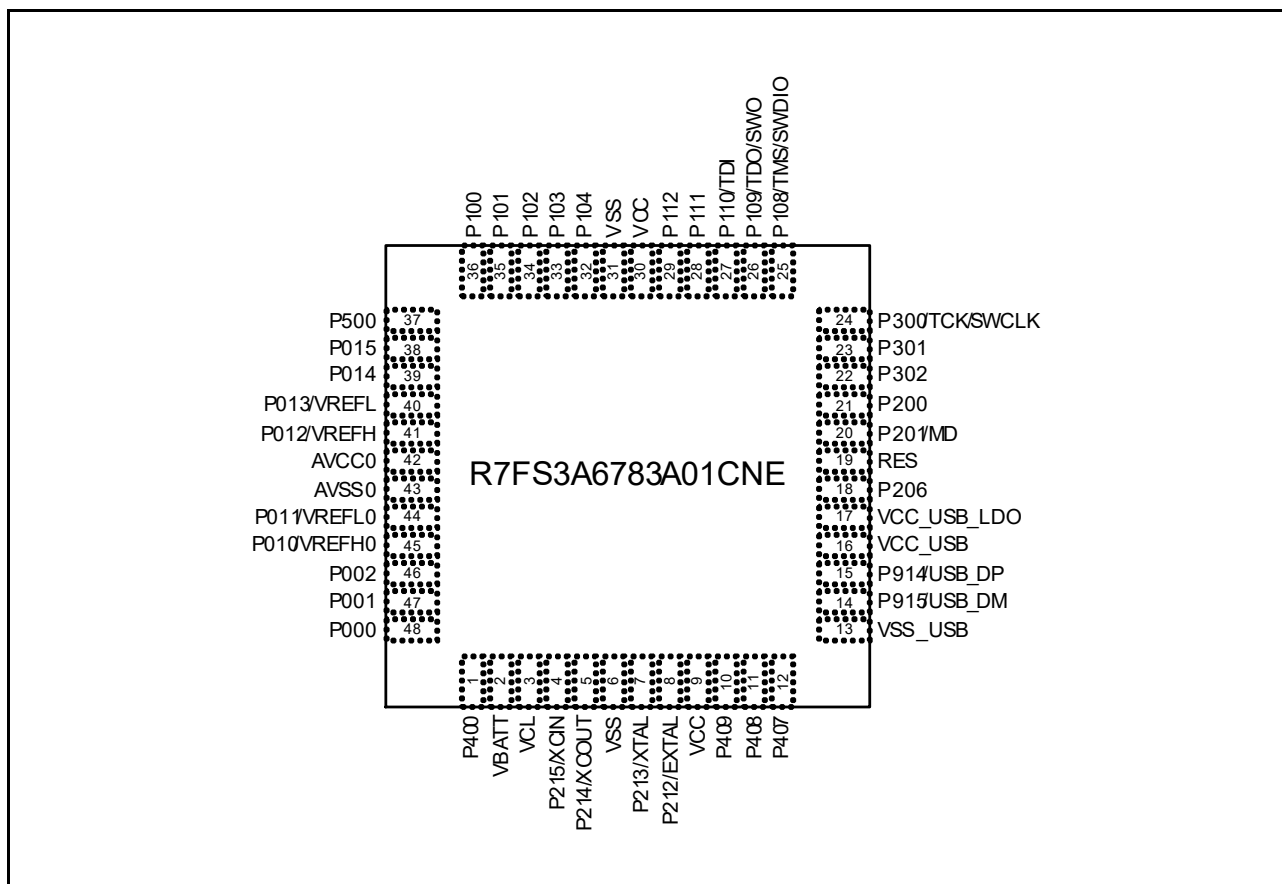 P100
P101
P102
P103
P104
VSS
VCC
P112
P111
P110/TDI
P109/TDO/SWO
P108/TMS/SWDIO
36
35
34
33
32
31
30
29
28
27
26
25
P500 37
P015 38
P014 39
P013/VREFL 40
P012/VREFH 41
AVCC0 42
AVSS0 43
P011/VREFL0 44
P010/VREFH0 45
P002 46
P001 47
P000 48
R7FS3A6783A01CNE
24 P300/TCK/SWCLK
23 P301
22 P302
21 P200
20 P201/MD
19 RES
18 P206
17 VCC_USB_LDO
16 VCC_USB
15 P914/USB_DP
14 P915/USB_DM
13 VSS_USB
1
2
3
4
5
6
7
8
9
10
11
12
P400
VBATT
VCL
P215/XCIN
P214/XCOUT
VSS
P213/XTAL
P212/EXTAL
VCC
P409
P408
P407